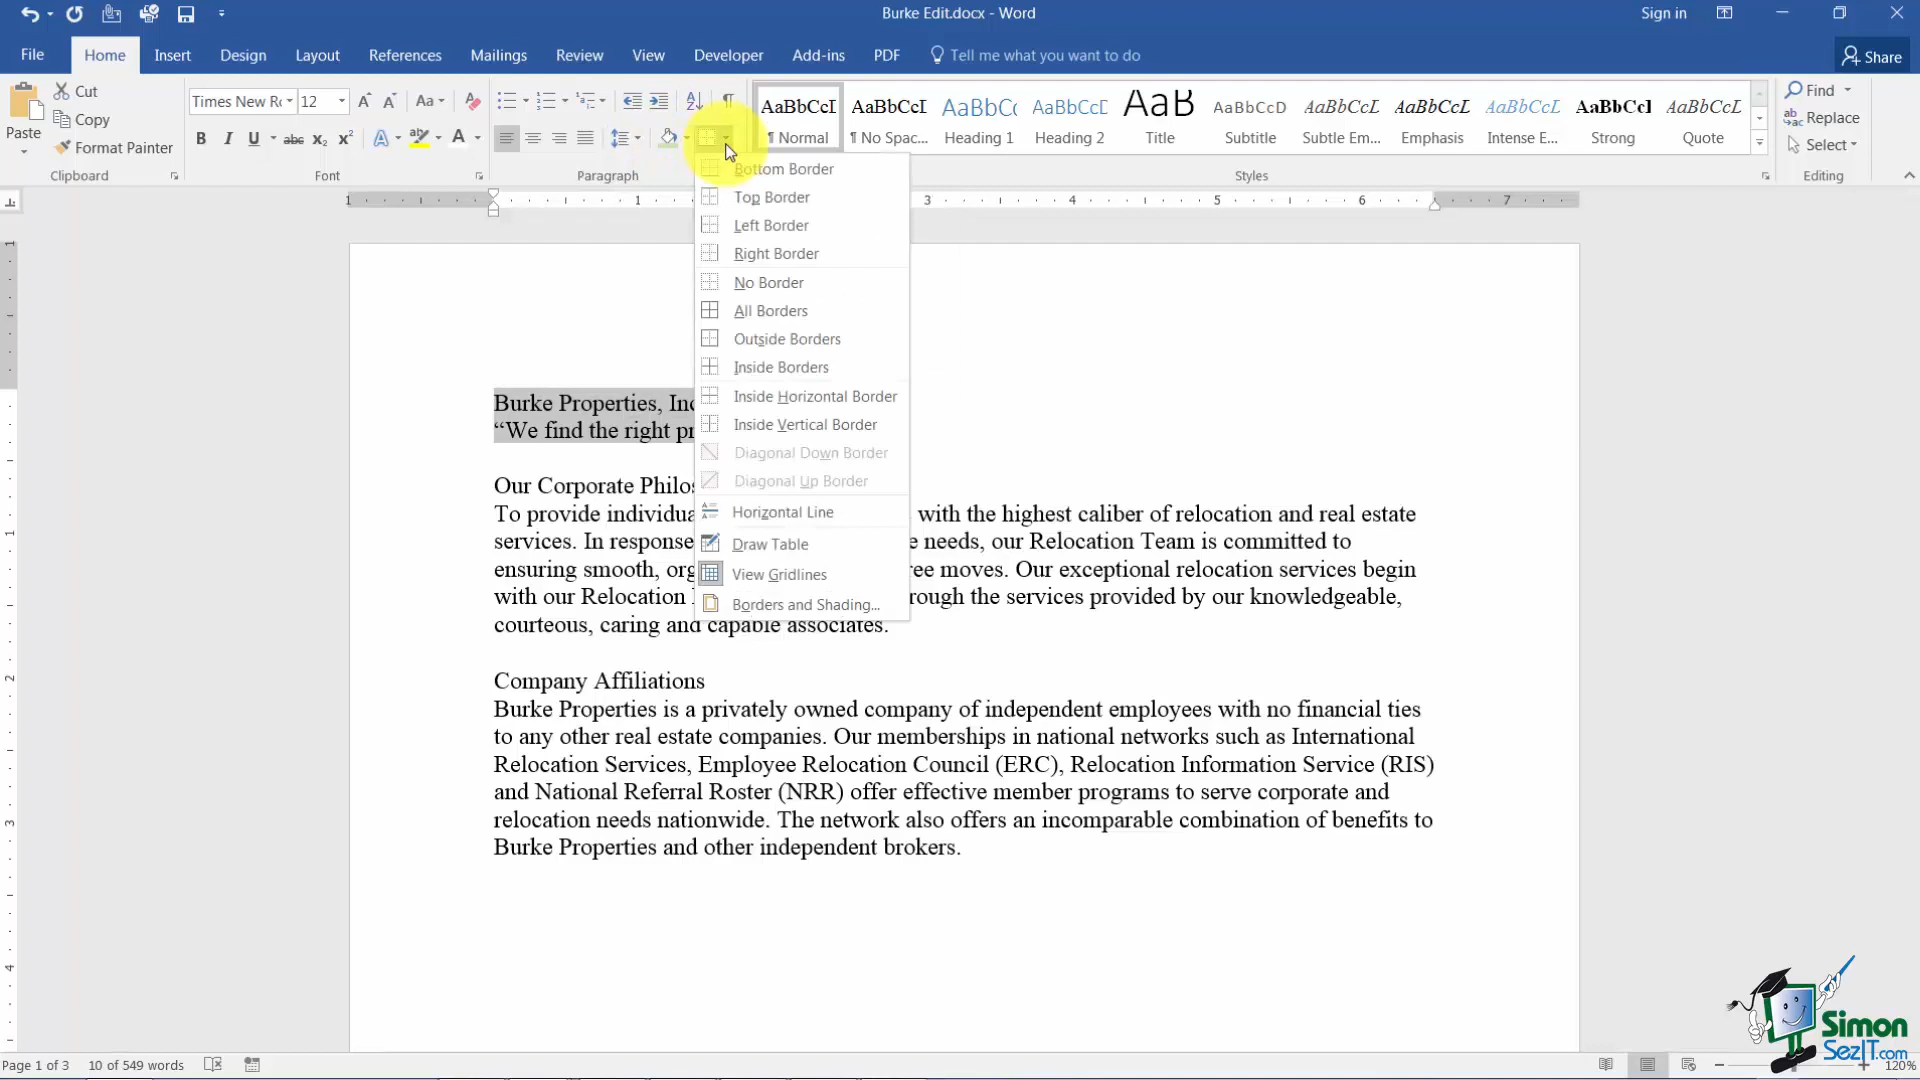 Burke Edit.docx - Word
Sign in
File Home Insert Design Layout References Mailings Review View Developer Add-ins PDF Tell me what you want to do
Share
Paste
Cut
Copy
Format Painter
Clipboard
Times New Ro
12
Font
Paragraph
AaBbCcI AaBbCcI AaBbCc AaBbCcD AaB AaBbCcD AaBbCcL AaBbCcL AaBbCcL AaBbCcI AaBbCcL
¶ Normal ¶ No Spac... Heading 1 Heading 2 Title Subtitle Subtle Em... Emphasis Intense E... Strong Quote
Styles
Find
Replace
Select
Editing
1 1 3 4 5 6 7
Bottom Border
Top Border
Left Border
Right Border
No Border
All Borders
Outside Borders
Inside Borders
Inside Horizontal Border
Inside Vertical Border
Diagonal Down Border
Diagonal Up Border
Horizontal Line
Draw Table
View Gridlines
Borders and Shading...
Burke Properties, Inc
“We find the right pr
Our Corporate Philos
To provide individua with the highest caliber of relocation and real estate
services. In response e needs, our Relocation Team is committed to
ensuring smooth, org ree moves. Our exceptional relocation services begin
with our Relocation rough the services provided by our knowledgeable,
courteous, caring and capable associates.
Company Affiliations
Burke Properties is a privately owned company of independent employees with no financial ties
to any other real estate companies. Our memberships in national networks such as International
Relocation Services, Employee Relocation Council (ERC), Relocation Information Service (RIS)
and National Referral Roster (NRR) offer effective member programs to serve corporate and
relocation needs nationwide. The network also offers an incomparable combination of benefits to
Burke Properties and other independent brokers.
Simon
SezIT.com
Page 1 of 3 10 of 549 words
120%